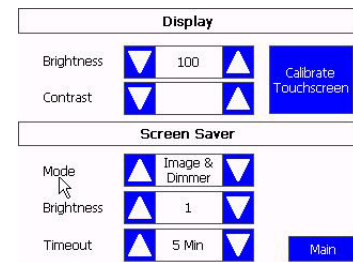 Display
Brightness 100
Calibrate
Touchscreen
Contrast
Screen Saver
Mode Image &
Dimmer
Brightness 1
Timeout 5 Min Main